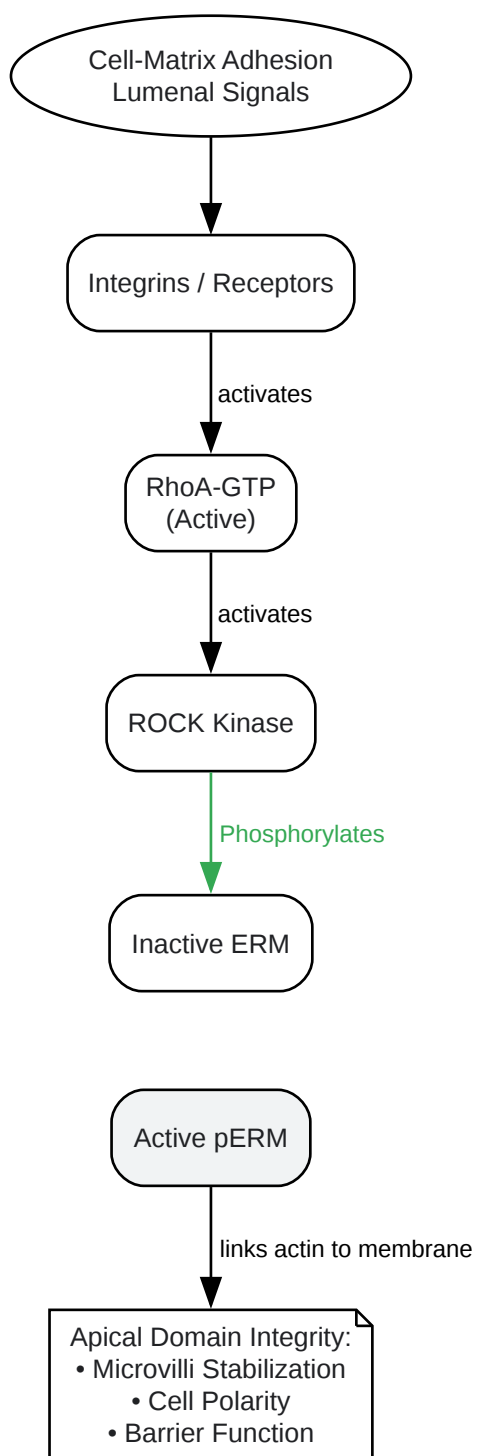 Cell-Matrix Adhesion
Lumenal Signals
Integrins / Receptors
activates
RhoA-GTP
(Active)
activates
ROCK Kinase
Phosphorylates
Inactive ERM
Active pERM
links actin to membrane
Apical Domain Integrity:
• Microvilli Stabilization
• Cell Polarity
• Barrier Function